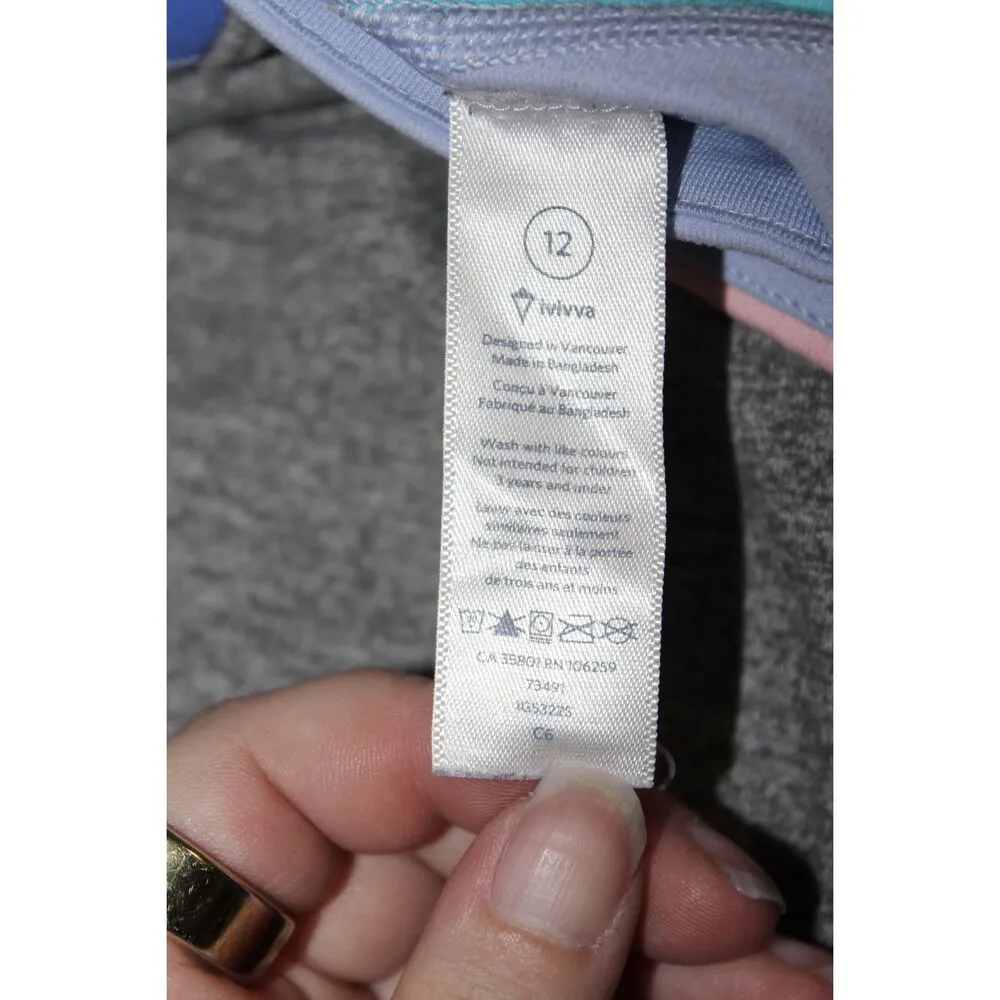 12
ivivva
Designed in Vancouver
Made in Bangladesh
Conçu à Vancouver
Fabriqué au Bangladesh
Wash with like colours
Not intended for children
3 years and under
Laver avec des couleurs
similaires seulement
Ne pas laisser à la portée
des enfants
de trois ans et moins
CA 35801 RN 106259
73491
C6